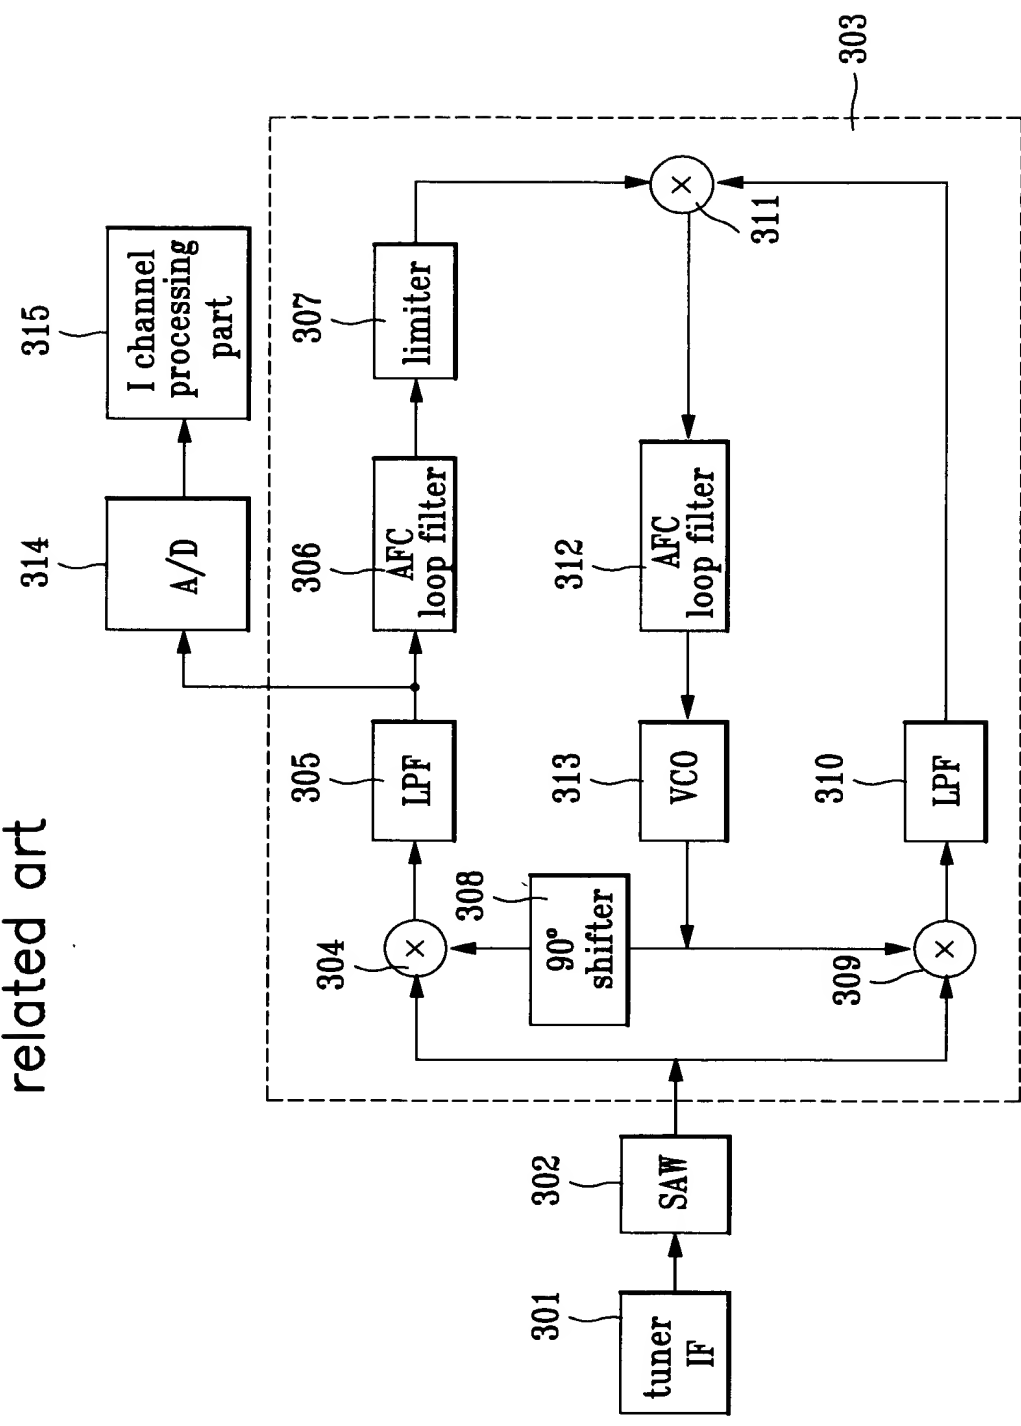 related art
303
315
I channel
processing
part
314
A/D
307
limiter
306
AFC
loop filter
305
LPF
304
×
308
90°
shifter
311
×
312
AFC
loop filter
313
VCO
310
LPF
309
×
302
SAW
301
tuner
IF